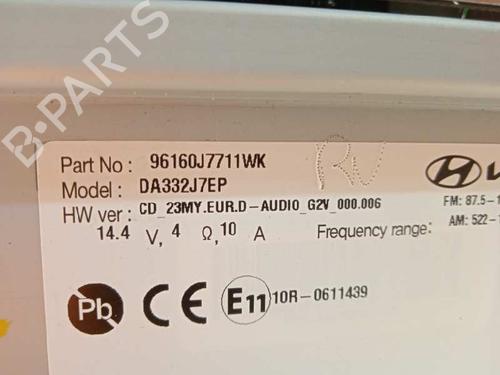 B-PARTS
Part No : 96160J7711WK
Model : DA332J7EP
HW ver : CD_23MY.EUR.D-AUDIO_G2V_000.006
14.4 V, 4 Ω, 10 A Frequency range:
FM: 87.5-1
AM: 522-1
Pb CE E11 10R-0611439